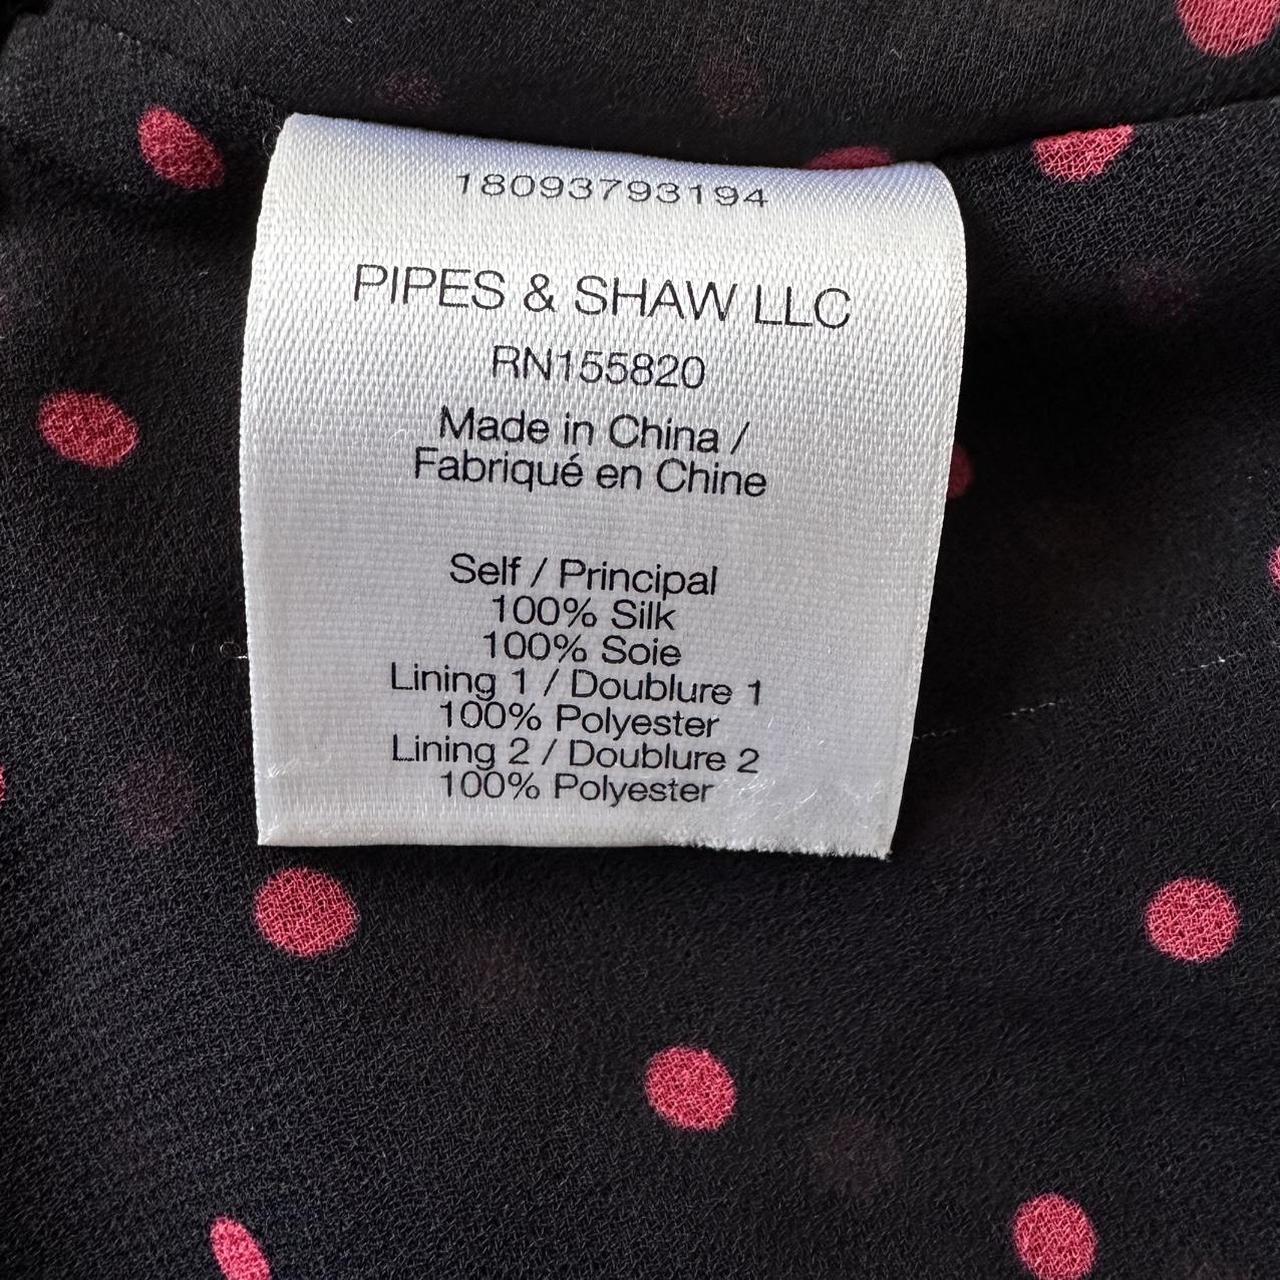 18093793194
PIPES & SHAW LLC
RN155820
Made in China /
Fabriqué en Chine
Self / Principal
100% Silk
100% Soie
Lining 1 / Doublure 1
100% Polyester
Lining 2 / Doublure 2
100% Polyester